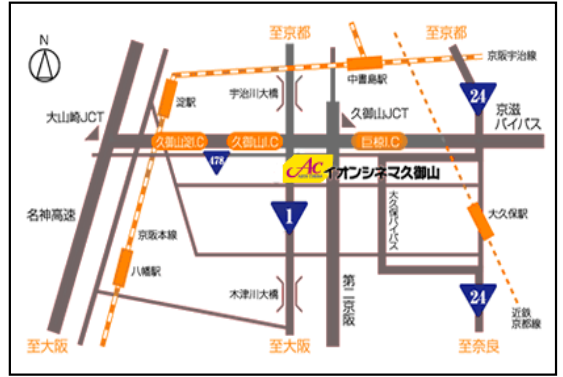 至京都
至京都
N
京阪宇治線
中書島駅
淀駅
宇治川大橋
24
京滋
バイパス
大山崎JCT
久御山JCT
久御山淀I.C
久御山I.C
巨椋I.C
478
AC
イオンシネマ久御山
名神高速
1
大久保バイパス
大久保駅
京阪本線
八幡駅
木津川大橋
第二京阪
24
近鉄
京都線
至大阪
至大阪
至奈良